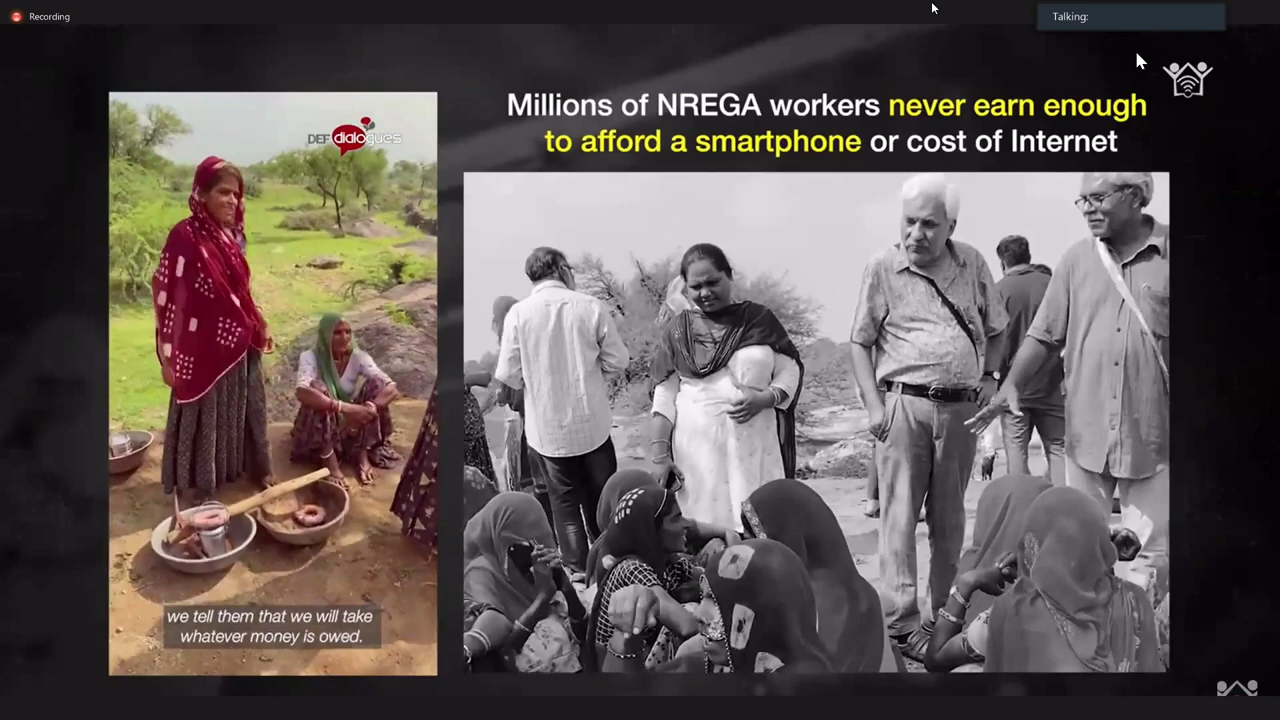 Recording
Talking:
Millions of NREGA workers never earn enough
to afford a smartphone or cost of Internet
DEF dialogues
we tell them that we will take
whatever money is owed.